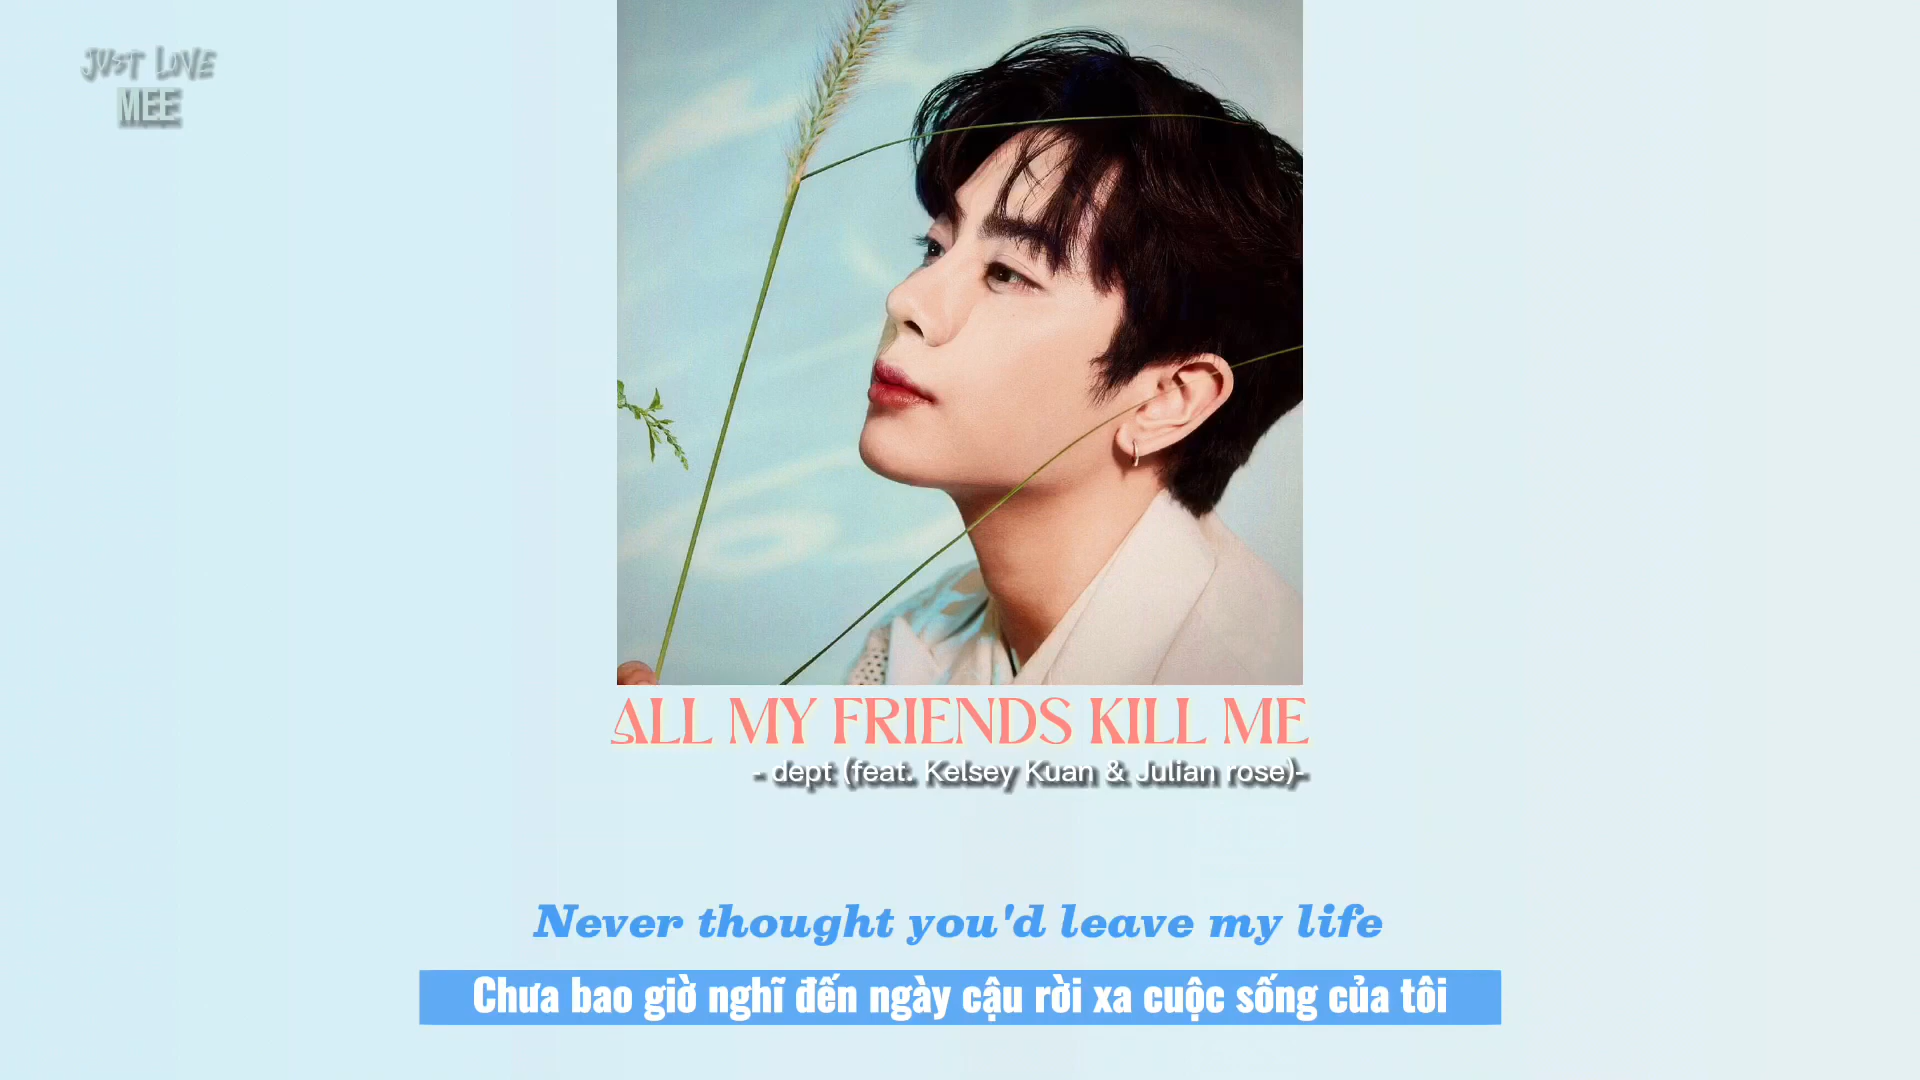 JUST LOVE
MEE
ALL MY FRIENDS KILL ME
- dept (feat. Kelsey Kuan & Julian rose)-
Never thought you'd leave my life
Chưa bao giờ nghĩ đến ngày cậu rời xa cuộc sống của tôi